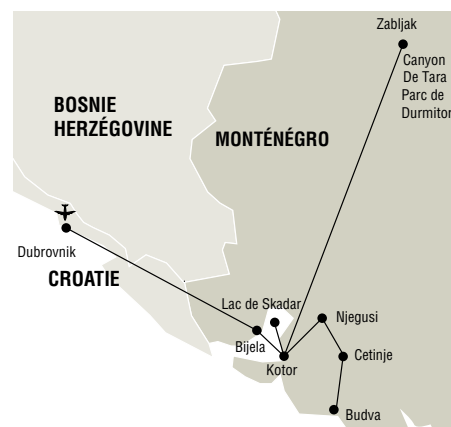 Zabljak
Canyon
De Tara
Parc de
Durmitor
BOSNIE
HERZÉGOVINE
MONTÉNÉGRO
Dubrovnik
CROATIE
Lac de Skadar
Njegusi
Bijela
Cetinje
Kotor
Budva